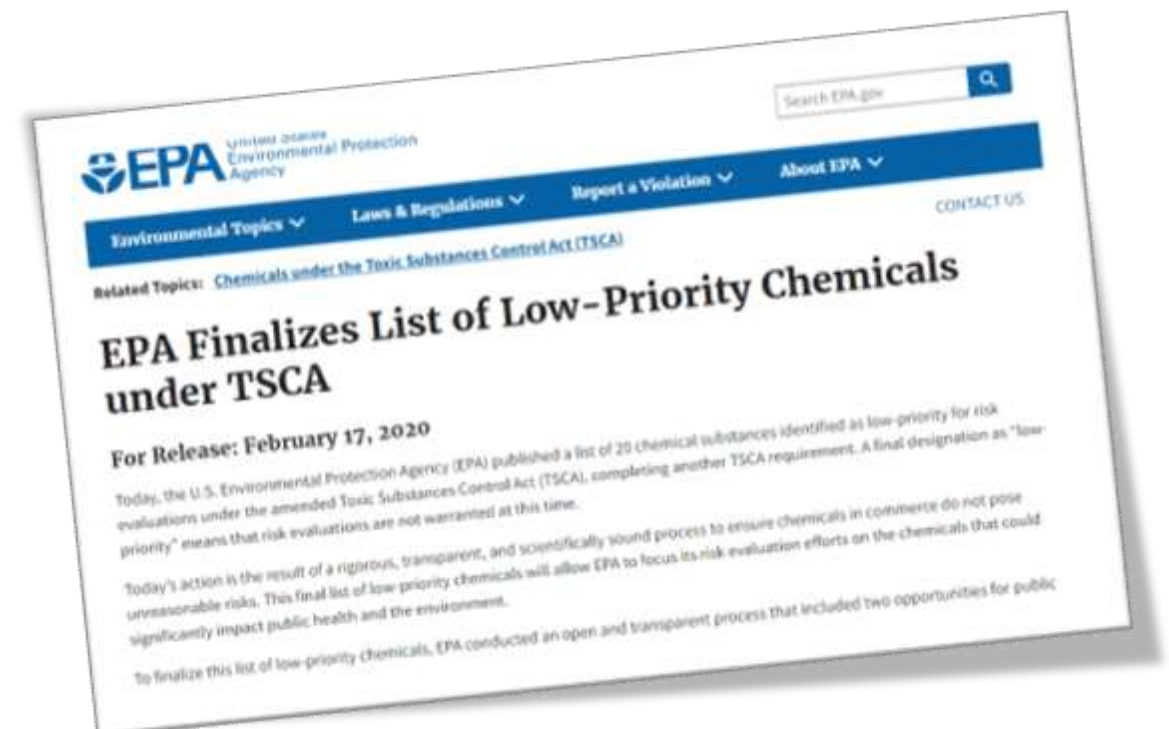 Search EPA.gov
EPA
United States
Environmental Protection
Agency
Environmental Topics
Laws & Regulations
Report a Violation
About EPA
CONTACT US
Related Topics: Chemicals under the Toxic Substances Control Act (TSCA)
EPA Finalizes List of Low-Priority Chemicals
under TSCA
For Release: February 17, 2020
Today, the U.S. Environmental Protection Agency (EPA) published a list of 20 chemical substances identified as low-priority for risk
evaluations under the amended Toxic Substances Control Act (TSCA), completing another TSCA requirement. A final designation as "low-
priority" means that risk evaluations are not warranted at this time.
Today's action is the result of a rigorous, transparent, and scientifically sound process to ensure chemicals in commerce do not pose
unreasonable risks. This final list of low-priority chemicals will allow EPA to focus its risk evaluation efforts on the chemicals that could
significantly impact public health and the environment.
To finalize this list of low-priority chemicals, EPA conducted an open and transparent process that included two opportunities for public